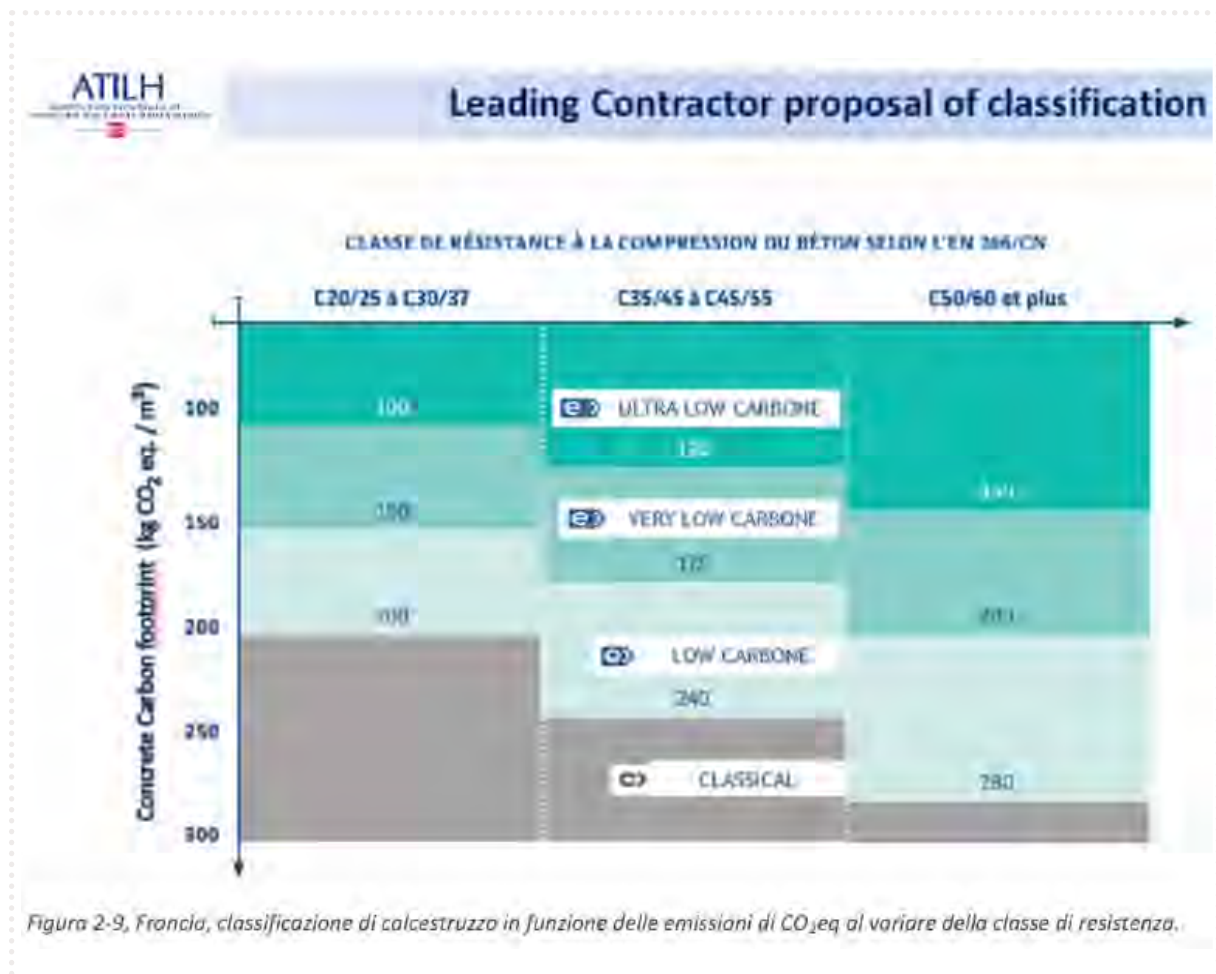 ATILH
Leading Contractor proposal of classification
CLASSE DE RÉSISTANCE À LA COMPRESSION DU BÉTON SELON L'EN 206/CN
C20/25 à C30/37
C35/45 à C45/55
C50/60 et plus
Concrete Carbon footprint (kg CO₂ eq. / m³)
100
150
200
250
300
100
150
200
ULTRA LOW CARBONE
VERY LOW CARBONE
LOW CARBONE
240
CLASSICAL
280
Figura 2-9, Francia, classificazione di calcestruzzo in funzione delle emissioni di CO₂eq al variare della classe di resistenza.